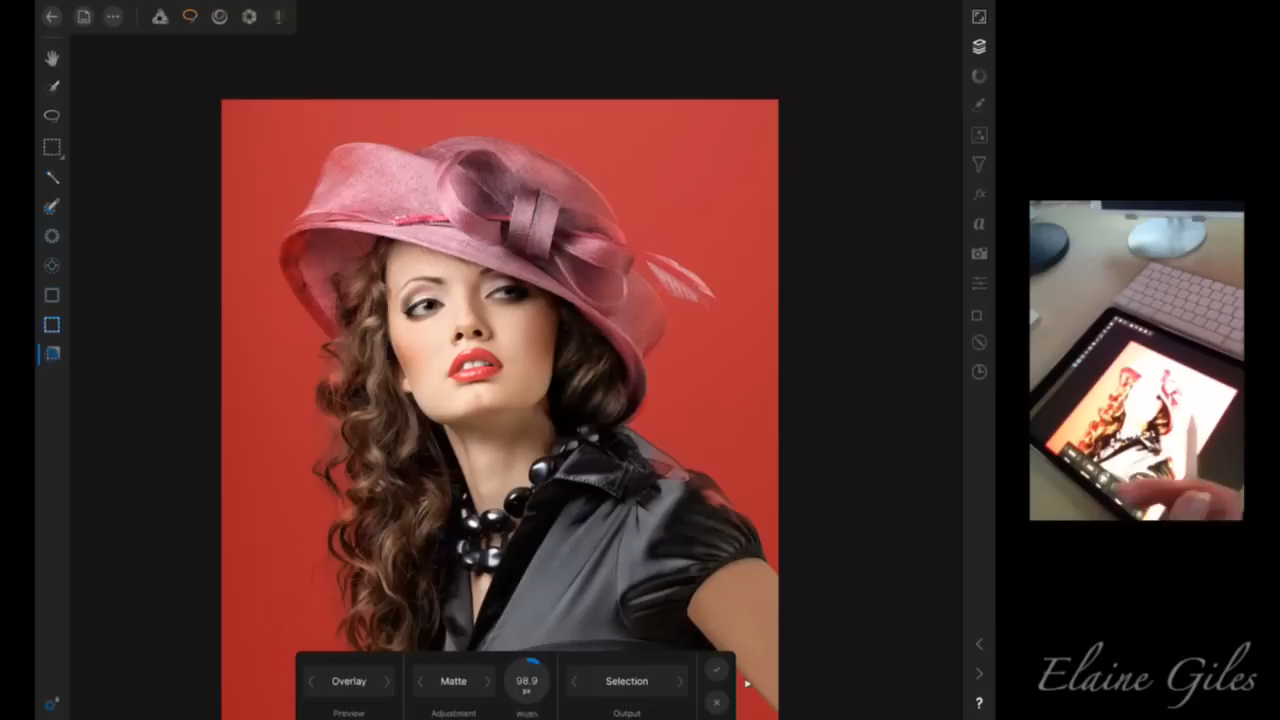 Overlay
Matte
98.9
px
Selection
Preview
Adjustment
Width
Output
?
Elaine Giles